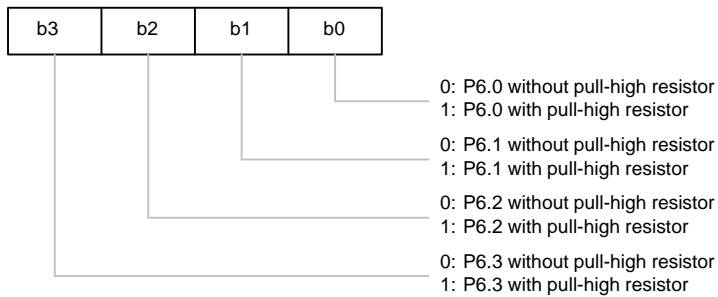 b3 b2 b1 b0
0: P6.0 without pull-high resistor
1: P6.0 with pull-high resistor
0: P6.1 without pull-high resistor
1: P6.1 with pull-high resistor
0: P6.2 without pull-high resistor
1: P6.2 with pull-high resistor
0: P6.3 without pull-high resistor
1: P6.3 with pull-high resistor